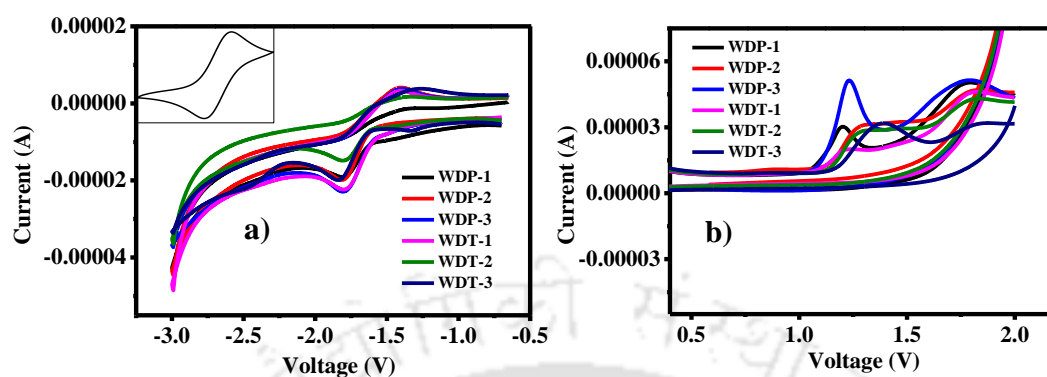 0.00002
0.00000
-0.00002
-0.00004
Current (A)
a)
WDP-1
WDP-2
WDP-3
WDT-1
WDT-2
WDT-3
-3.0 -2.5 -2.0 -1.5 -1.0 -0.5
Voltage (V)
0.00006
0.00003
0.00000
-0.00003
Current (A)
WDP-1
WDP-2
WDP-3
WDT-1
WDT-2
WDT-3
b)
1.0 1.5 2.0
Voltage (V)